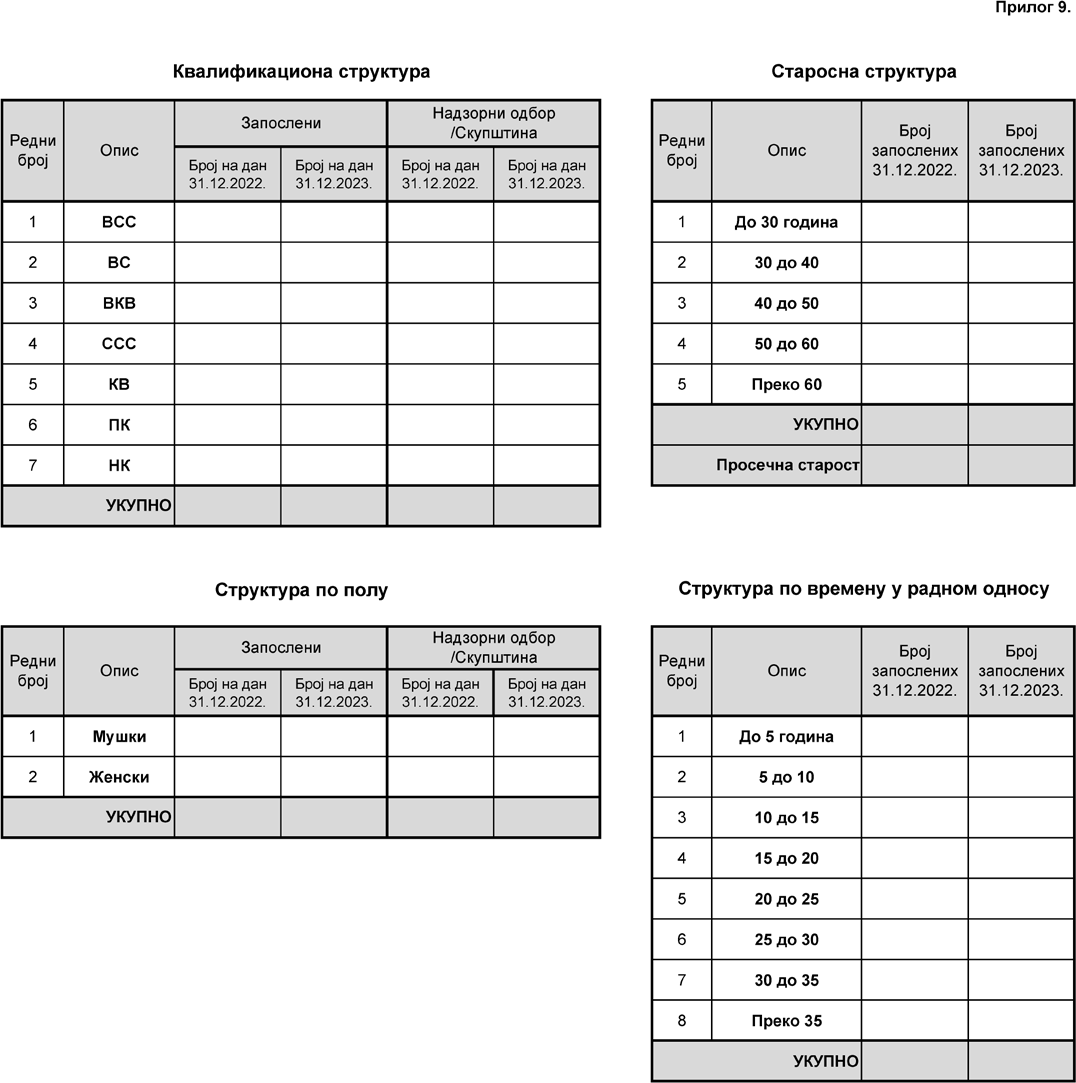 Прилог 9.
Квалификациона структура
Редни
број
Опис
Запослени
Надзорни одбор
/Скупштина
Број на дан
31.12.2022.
Број на дан
31.12.2023.
Број на дан
31.12.2022.
Број на дан
31.12.2023.
1 ВСС
2 ВС
3 ВКВ
4 ССС
5 КВ
6 ПК
7 НК
УКУПНО
Старосна структура
Редни
број
Опис
Број
запослених
31.12.2022.
Број
запослених
31.12.2023.
1 До 30 година
2 30 до 40
3 40 до 50
4 50 до 60
5 Преко 60
УКУПНО
Просечна старост
Структура по полу
Редни
број
Опис
Запослени
Надзорни одбор
/Скупштина
Број на дан
31.12.2022.
Број на дан
31.12.2023.
Број на дан
31.12.2022.
Број на дан
31.12.2023.
1 Мушки
2 Женски
УКУПНО
Структура по времену у радном односу
Редни
број
Опис
Број
запослених
31.12.2022.
Број
запослених
31.12.2023.
1 До 5 година
2 5 до 10
3 10 до 15
4 15 до 20
5 20 до 25
6 25 до 30
7 30 до 35
8 Преко 35
УКУПНО